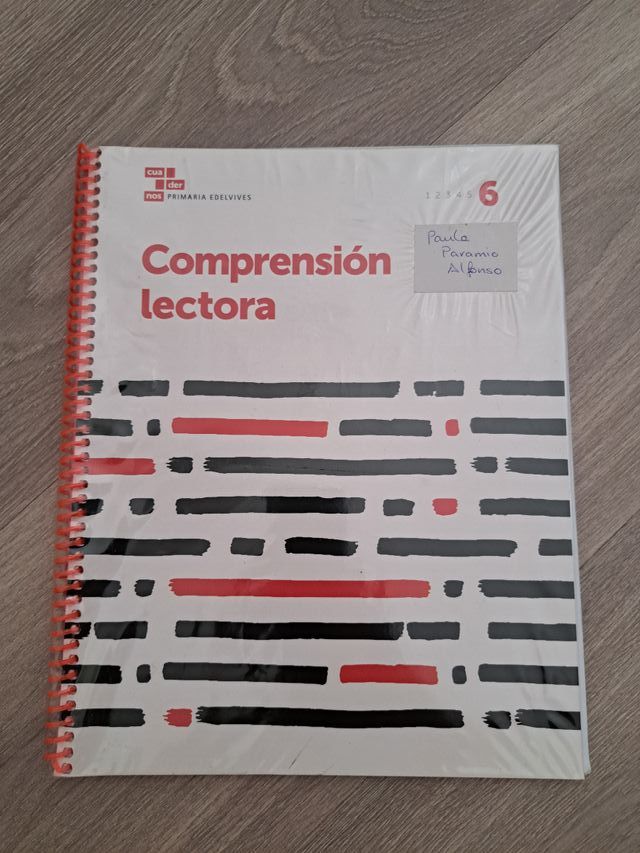 cua
der
nos PRIMARIA EDELVIVES
1 2 3 4 5 6
Paula
Paramio
Alfonso
Comprensión
lectora